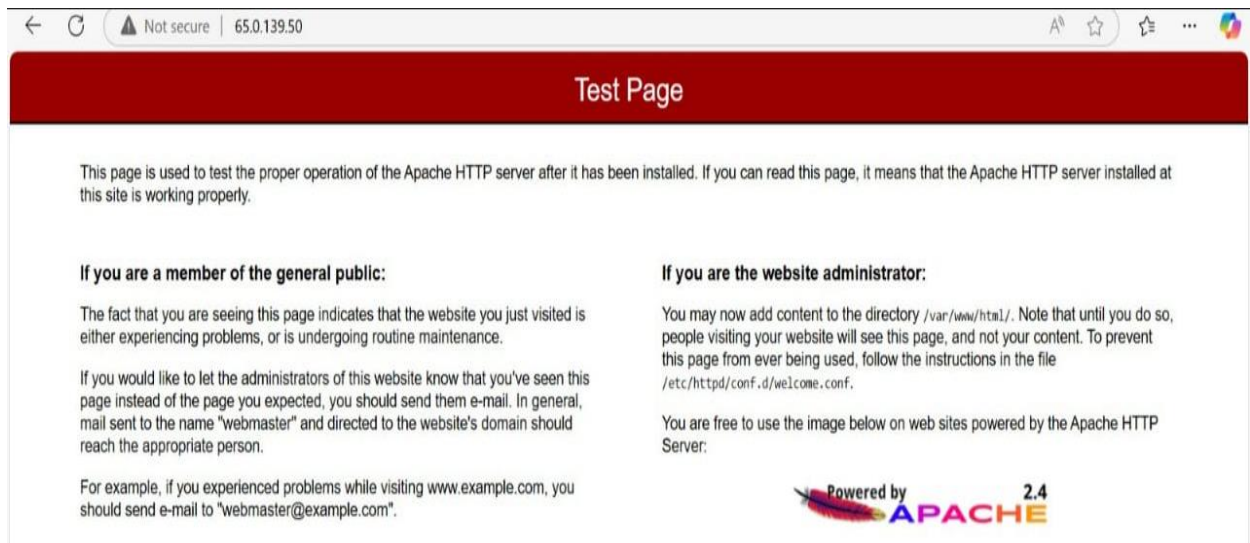 Not secure
65.0.139.50
Test Page
This page is used to test the proper operation of the Apache HTTP server after it has been installed. If you can read this page, it means that the Apache HTTP server installed at
this site is working properly.
If you are a member of the general public:
The fact that you are seeing this page indicates that the website you just visited is
either experiencing problems, or is undergoing routine maintenance.
If you would like to let the administrators of this website know that you've seen this
page instead of the page you expected, you should send them e-mail. In general,
mail sent to the name "webmaster" and directed to the website's domain should
reach the appropriate person.
For example, if you experienced problems while visiting www.example.com, you
should send e-mail to "webmaster@example.com".
If you are the website administrator:
You may now add content to the directory /var/www/html/. Note that until you do so,
people visiting your website will see this page, and not your content. To prevent
this page from ever being used, follow the instructions in the file
/etc/httpd/conf.d/welcome.conf.
You are free to use the image below on web sites powered by the Apache HTTP
Server:
Powered by 2.4
APACHE